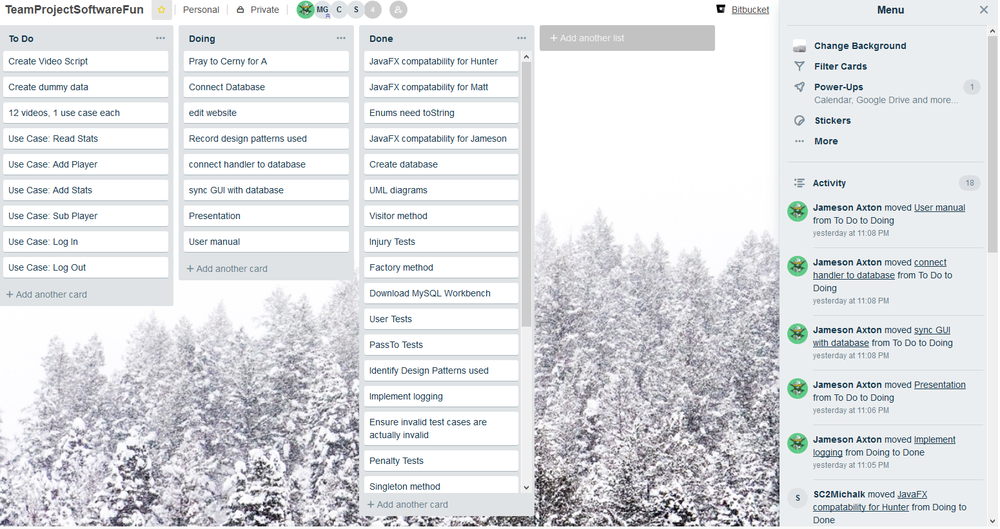 TeamProjectSoftwareFun
Personal
Private
MG
C
S
4
Bitbucket
To Do
Create Video Script
Create dummy data
12 videos, 1 use case each
Use Case: Read Stats
Use Case: Add Player
Use Case: Add Stats
Use Case: Sub Player
Use Case: Log In
Use Case: Log Out
+ Add another card
Doing
Pray to Cerny for A
Connect Database
edit website
Record design patterns used
connect handler to database
sync GUI with database
Presentation
User manual
+ Add another card
Done
JavaFX compatability for Hunter
JavaFX compatability for Matt
Enums need toString
JavaFX compatability for Jameson
Create database
UML diagrams
Visitor method
Injury Tests
Factory method
Download MySQL Workbench
User Tests
PassTo Tests
Identify Design Patterns used
Implement logging
Ensure invalid test cases are
actually invalid
Penalty Tests
Singleton method
+ Add another card
+ Add another list
Menu
Change Background
Filter Cards
Power-Ups
1
Calendar, Google Drive and more...
Stickers
More
Activity
18
Jameson Axton moved User manual
from To Do to Doing
yesterday at 11:08 PM
Jameson Axton moved connect
handler to database from To Do to
Doing
yesterday at 11:08 PM
Jameson Axton moved sync GUI
with database from To Do to Doing
yesterday at 11:08 PM
Jameson Axton moved Presentation
from To Do to Doing
yesterday at 11:06 PM
Jameson Axton moved Implement
logging from Doing to Done
yesterday at 11:05 PM
S
SC2Michalk moved JavaFX
compatability for Hunter from Doing to
Done